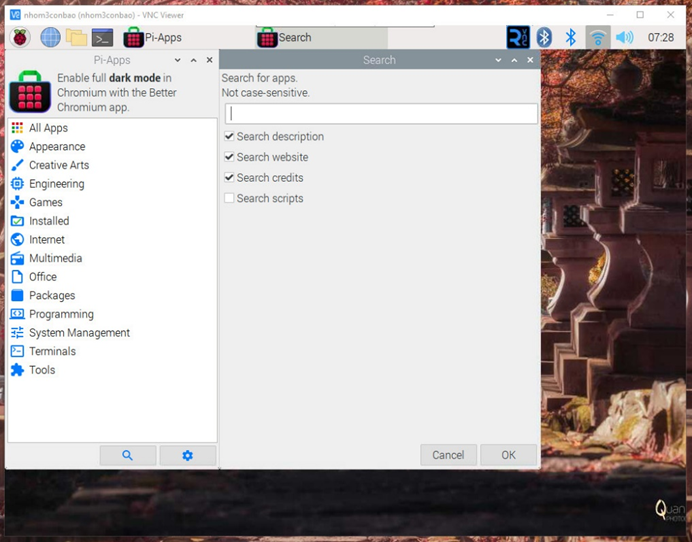 nhom3conbao (nhom3conbao) - VNC Viewer
Pi-Apps
Search
07:28
Pi-Apps
Enable full dark mode in
Chromium with the Better
Chromium app.
All Apps
Appearance
Creative Arts
Engineering
Games
Installed
Internet
Multimedia
Office
Packages
Programming
System Management
Terminals
Tools
Search
Search for apps.
Not case-sensitive.
Search description
Search website
Search credits
Search scripts
Cancel
OK
Quan
PHOTO